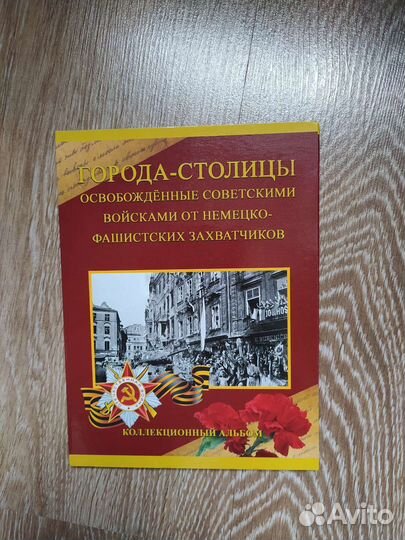 ГОРОДА-СТОЛИЦЫ
ОСВОБОЖДЁННЫЕ СОВЕТСКИМИ
ВОЙСКАМИ ОТ НЕМЕЦКО-
ФАШИСТСКИХ ЗАХВАТЧИКОВ
КОЛЛЕКЦИОННЫЙ АЛЬБОМ
Avito